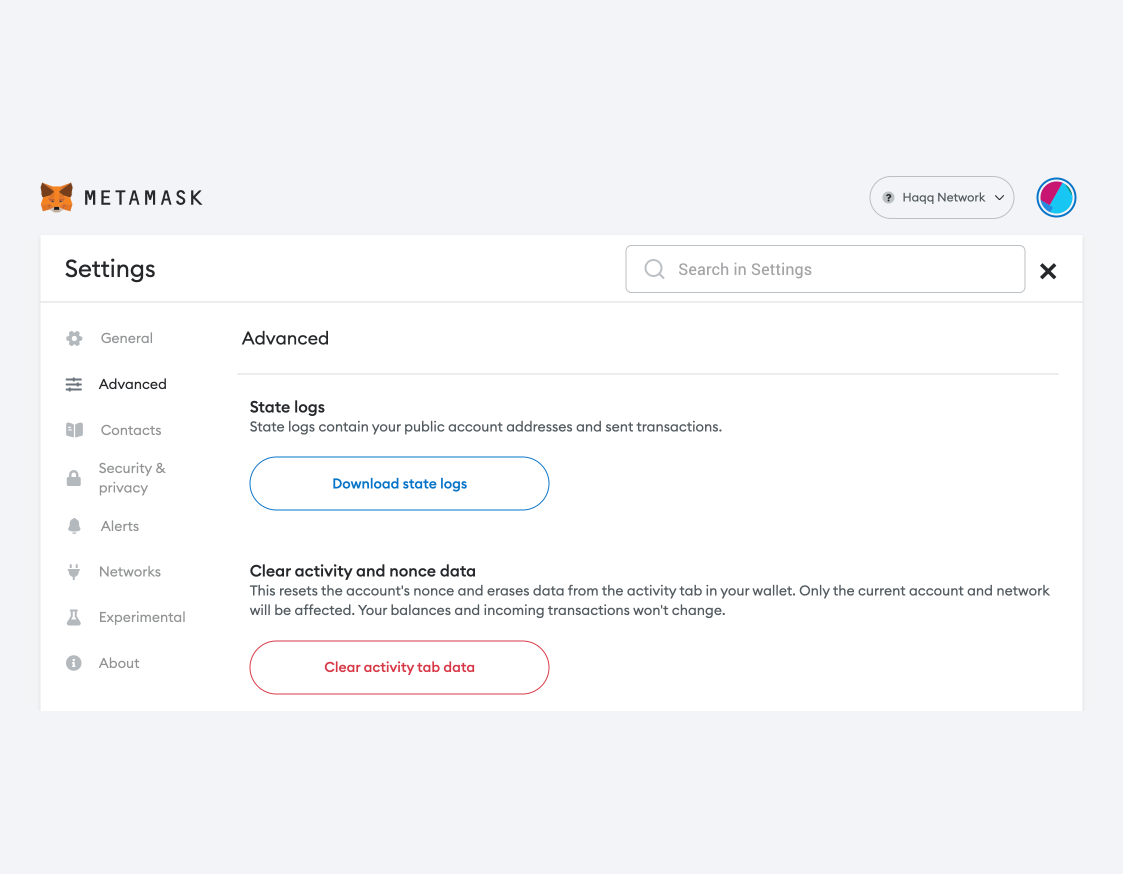 METAMASK
? Haqq Network
Settings
Search in Settings
General
Advanced
Contacts
Security &
privacy
Alerts
Networks
Experimental
About
Advanced
State logs
State logs contain your public account addresses and sent transactions.
Download state logs
Clear activity and nonce data
This resets the account's nonce and erases data from the activity tab in your wallet. Only the current account and network
will be affected. Your balances and incoming transactions won't change.
Clear activity tab data